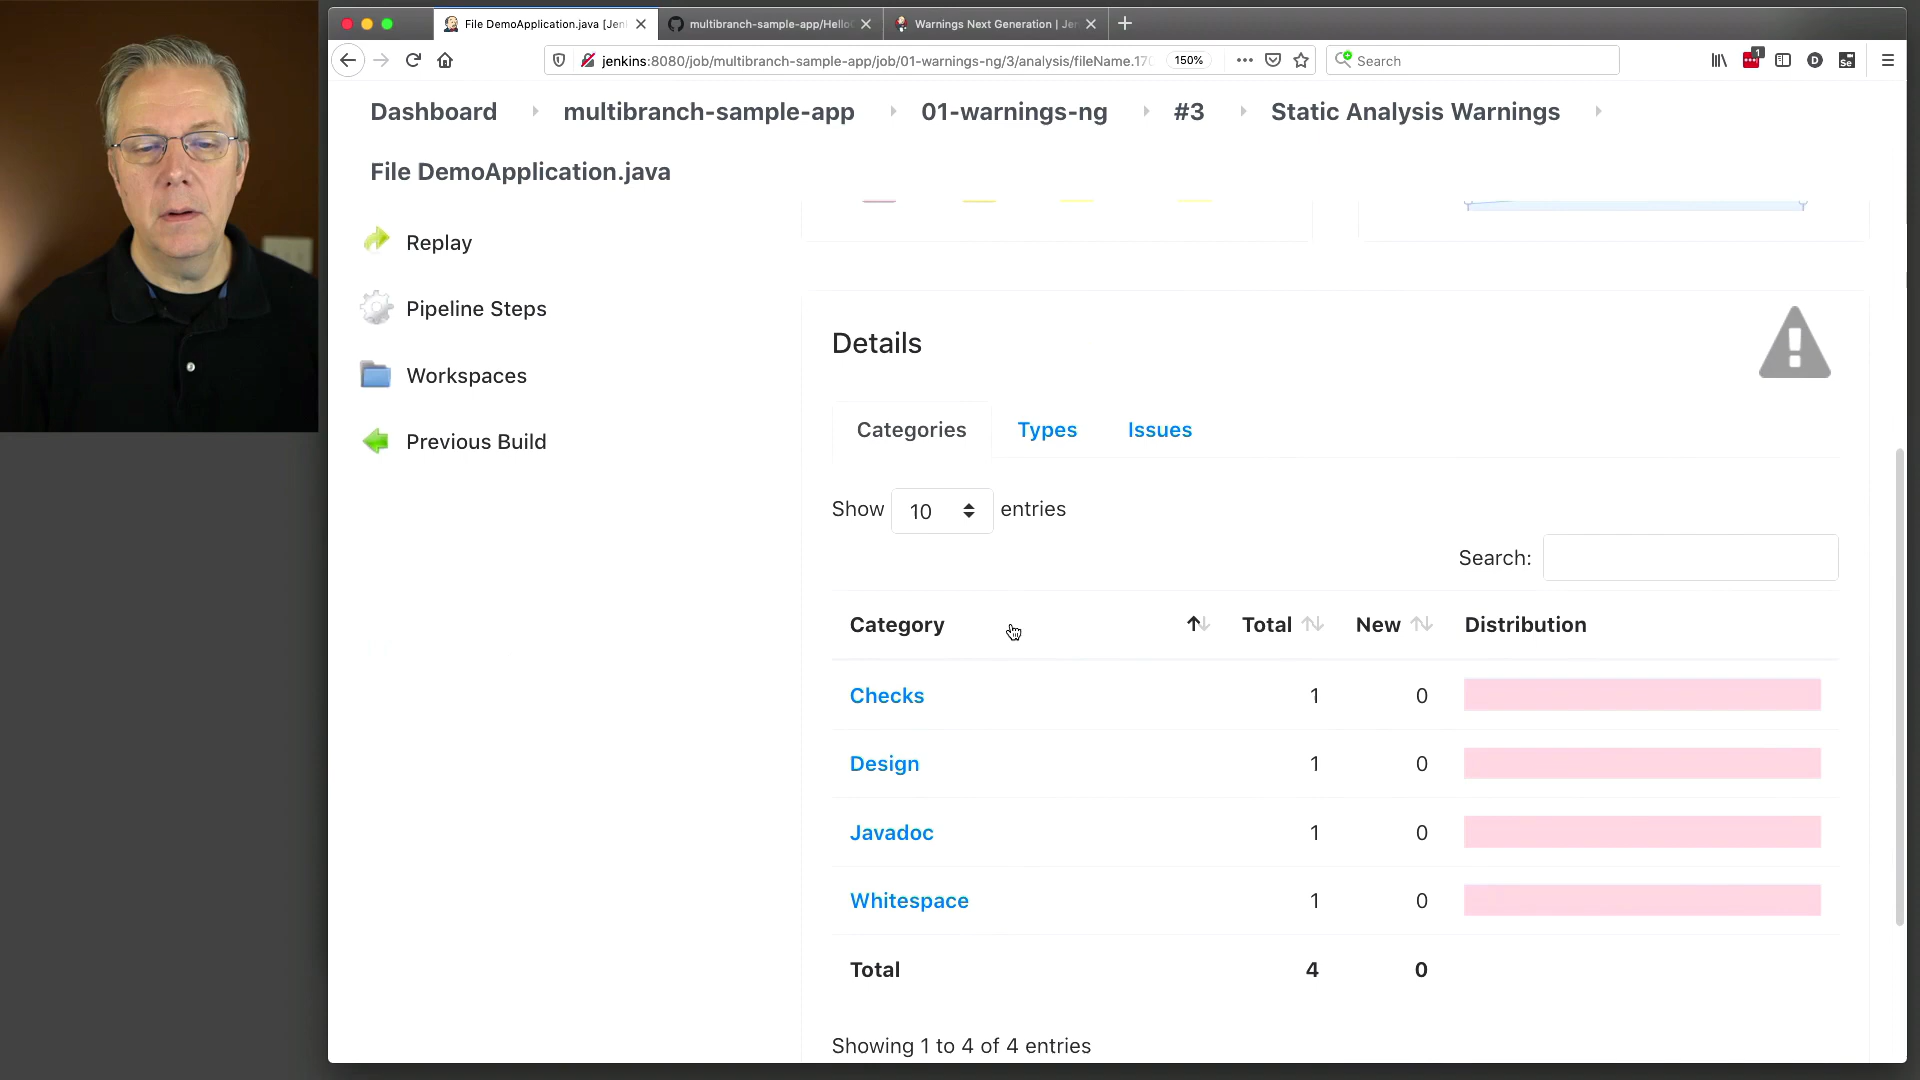 File DemoApplication.java [Jen
multibranch-sample-app/Hello
Warnings Next Generation | Je
jenkins:8080/job/multibranch-sample-app/job/01-warnings-ng/3/analysis/fileName.17
150%
Search
1
D
Se
Dashboard
multibranch-sample-app
01-warnings-ng
#3
Static Analysis Warnings
File DemoApplication.java
Replay
Pipeline Steps
Workspaces
Previous Build
Details
Categories
Types
Issues
Show 10 entries
Search:
Category Total New Distribution
Checks 1 0
Design 1 0
Javadoc 1 0
Whitespace 1 0
Total 4 0
Showing 1 to 4 of 4 entries